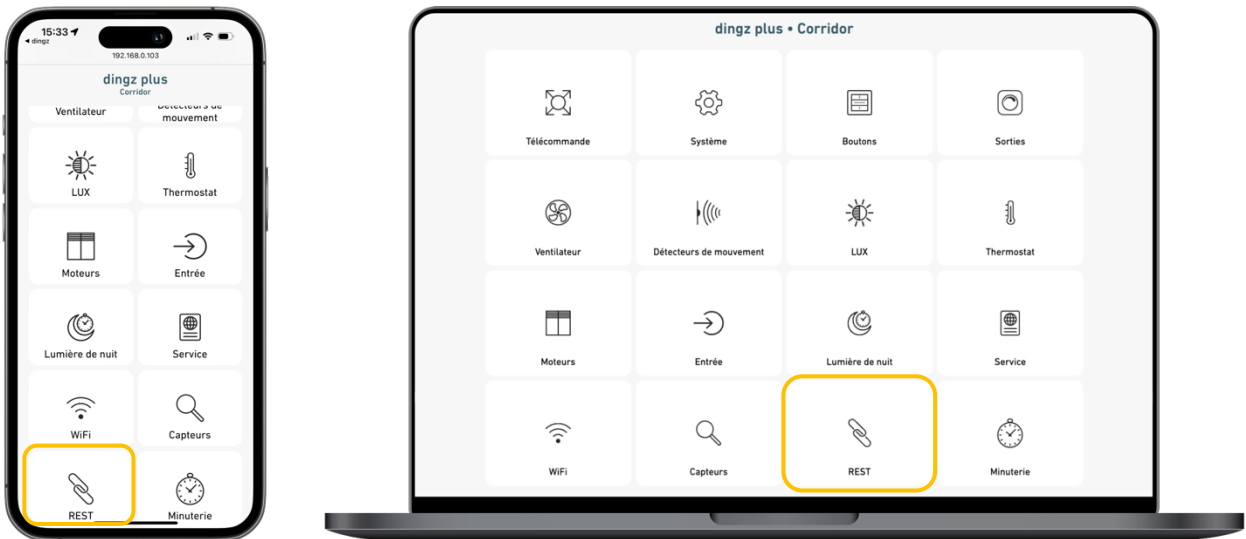 15:33
dingz
192.168.0.103
dingz plus
Corridor
Ventilateur
Détecteurs de
mouvement
LUX
Thermostat
Moteurs
Entrée
Lumière de nuit
Service
WiFi
Capteurs
REST
Minuterie
dingz plus • Corridor
Télécommande
Système
Boutons
Sorties
Ventilateur
Détecteurs de mouvement
LUX
Thermostat
Moteurs
Entrée
Lumière de nuit
Service
WiFi
Capteurs
REST
Minuterie